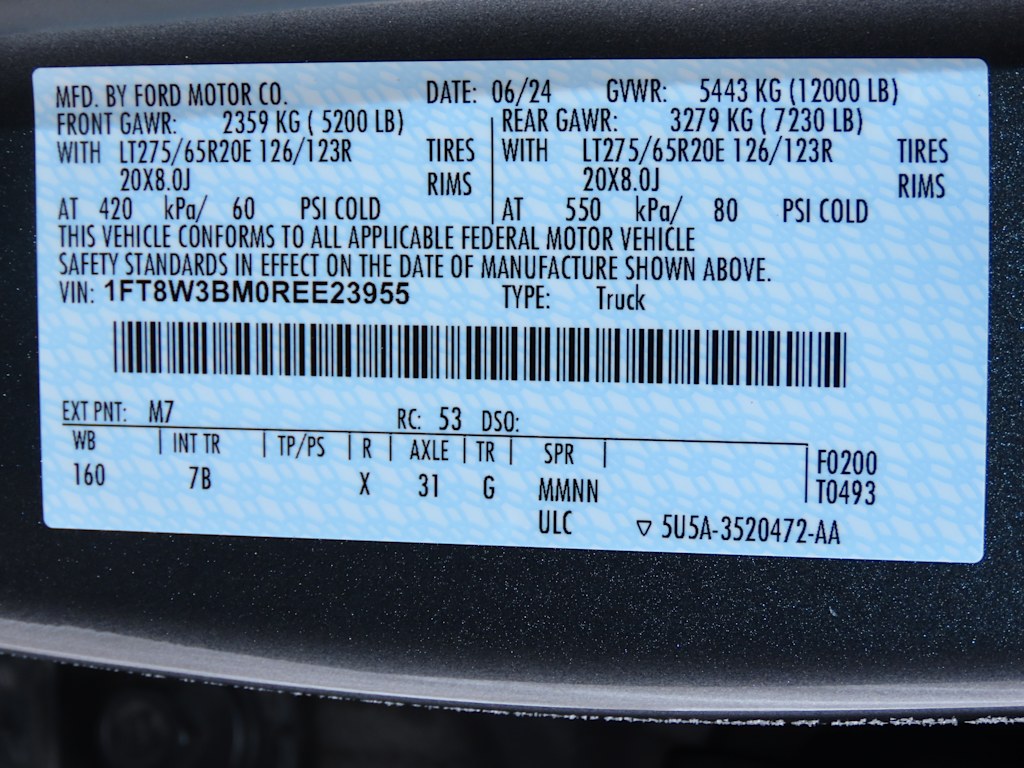 MFD. BY FORD MOTOR CO. DATE: 06/24 GVWR: 5443 KG (12000 LB)
FRONT GAWR: 2359 KG ( 5200 LB) REAR GAWR: 3279 KG ( 7230 LB)
WITH LT275/65R20E 126/123R TIRES WITH LT275/65R20E 126/123R TIRES
20X8.0J RIMS 20X8.0J RIMS
AT 420 kPa/ 60 PSI COLD AT 550 kPa/ 80 PSI COLD
THIS VEHICLE CONFORMS TO ALL APPLICABLE FEDERAL MOTOR VEHICLE
SAFETY STANDARDS IN EFFECT ON THE DATE OF MANUFACTURE SHOWN ABOVE.
VIN: 1FT8W3BM0REE23955 TYPE: Truck
EXT PNT: M7 RC: 53 DSO:
WB INT TR TP/PS R AXLE TR SPR F0200
160 7B X 31 G MMNN T0493
ULC ▽ 5U5A-3520472-AA